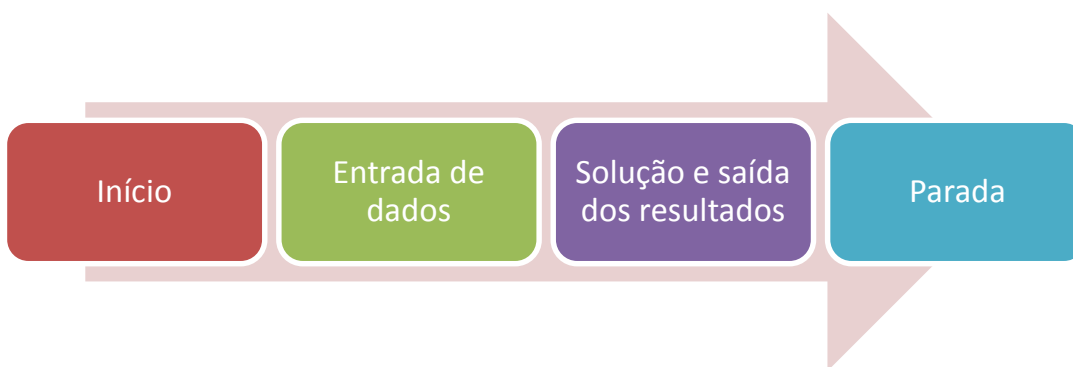 Início
Entrada de
dados
Solução e saída
dos resultados
Parada